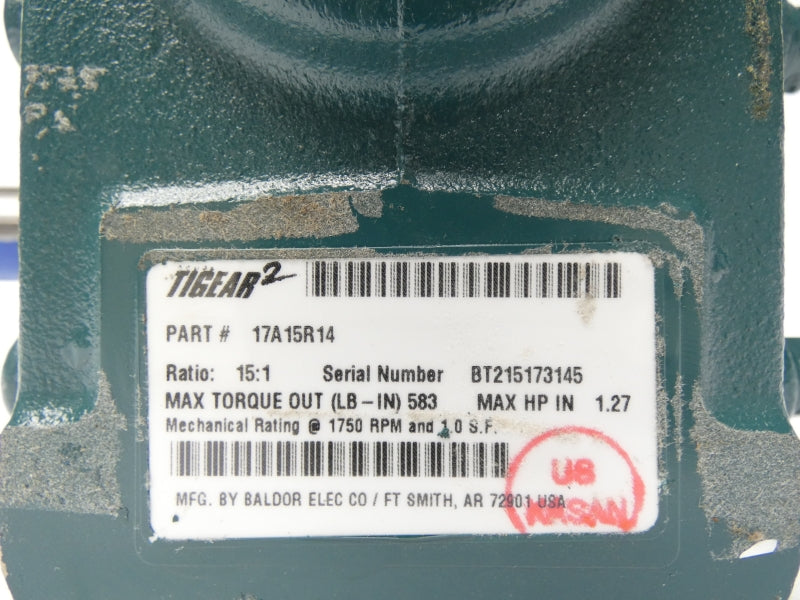 TIGEAR2
PART # 17A15R14
Ratio: 15:1 Serial Number BT215173145
MAX TORQUE OUT (LB-IN) 583 MAX HP IN 1.27
Mechanical Rating @ 1750 RPM and 1.0 S.F.
US
MFG. BY BALDOR ELEC CO / FT SMITH, AR 72901 USA